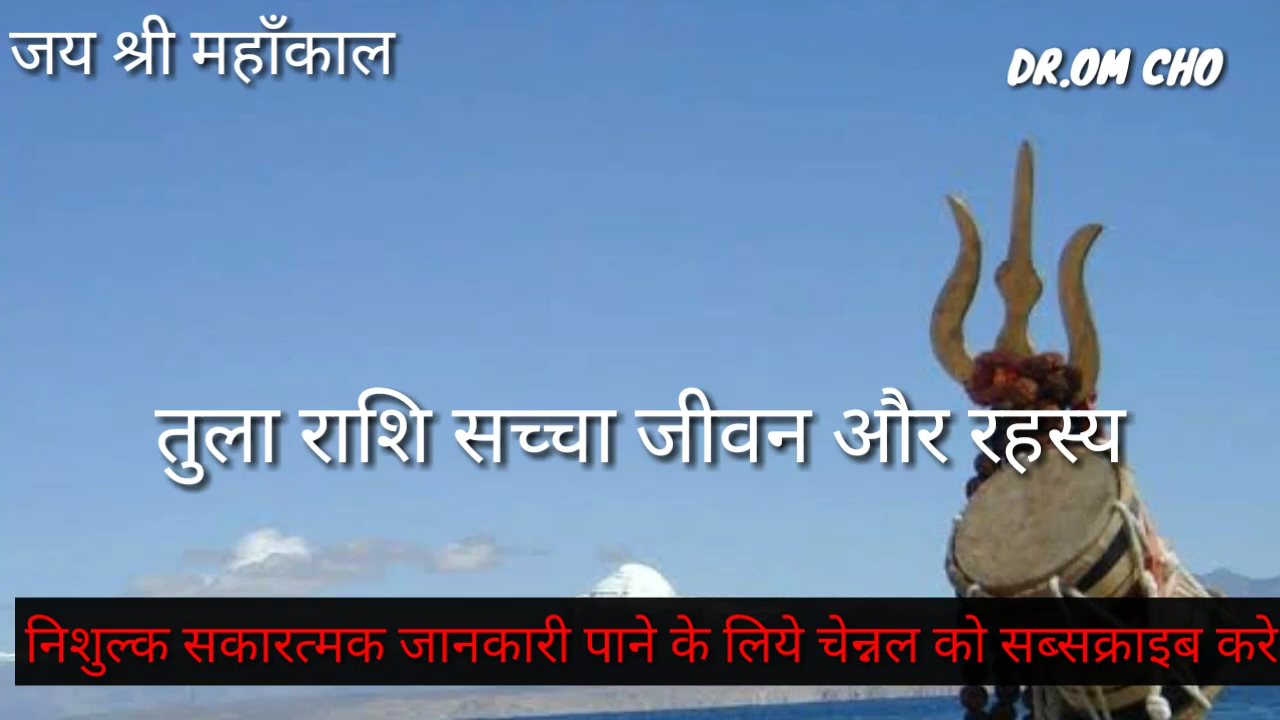 जय श्री महाँकाल
DR.OM CHO
तुला राशि सच्चा जीवन और रहस्य
निशुल्क सकारत्मक जानकारी पाने के लिये चेन्नल को सब्सक्राइब करे